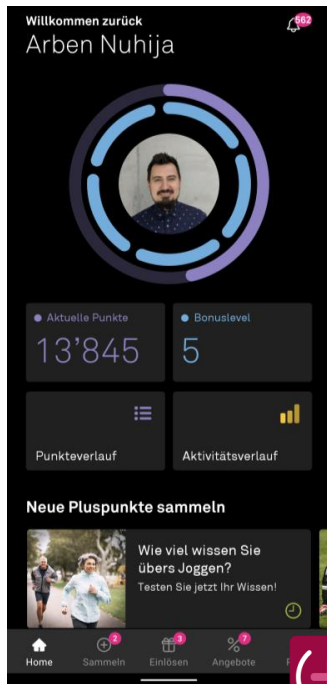 Willkommen zurück
Arben Nuhija
562
Aktuelle Punkte
13’845
Bonuslevel
5
Punkteverlauf
Aktivitätsverlauf
Neue Pluspunkte sammeln
Wie viel wissen Sie
übers Joggen?
Testen Sie jetzt Ihr Wissen!
2
3
7
Home
Sammeln
Einlösen
Angebote